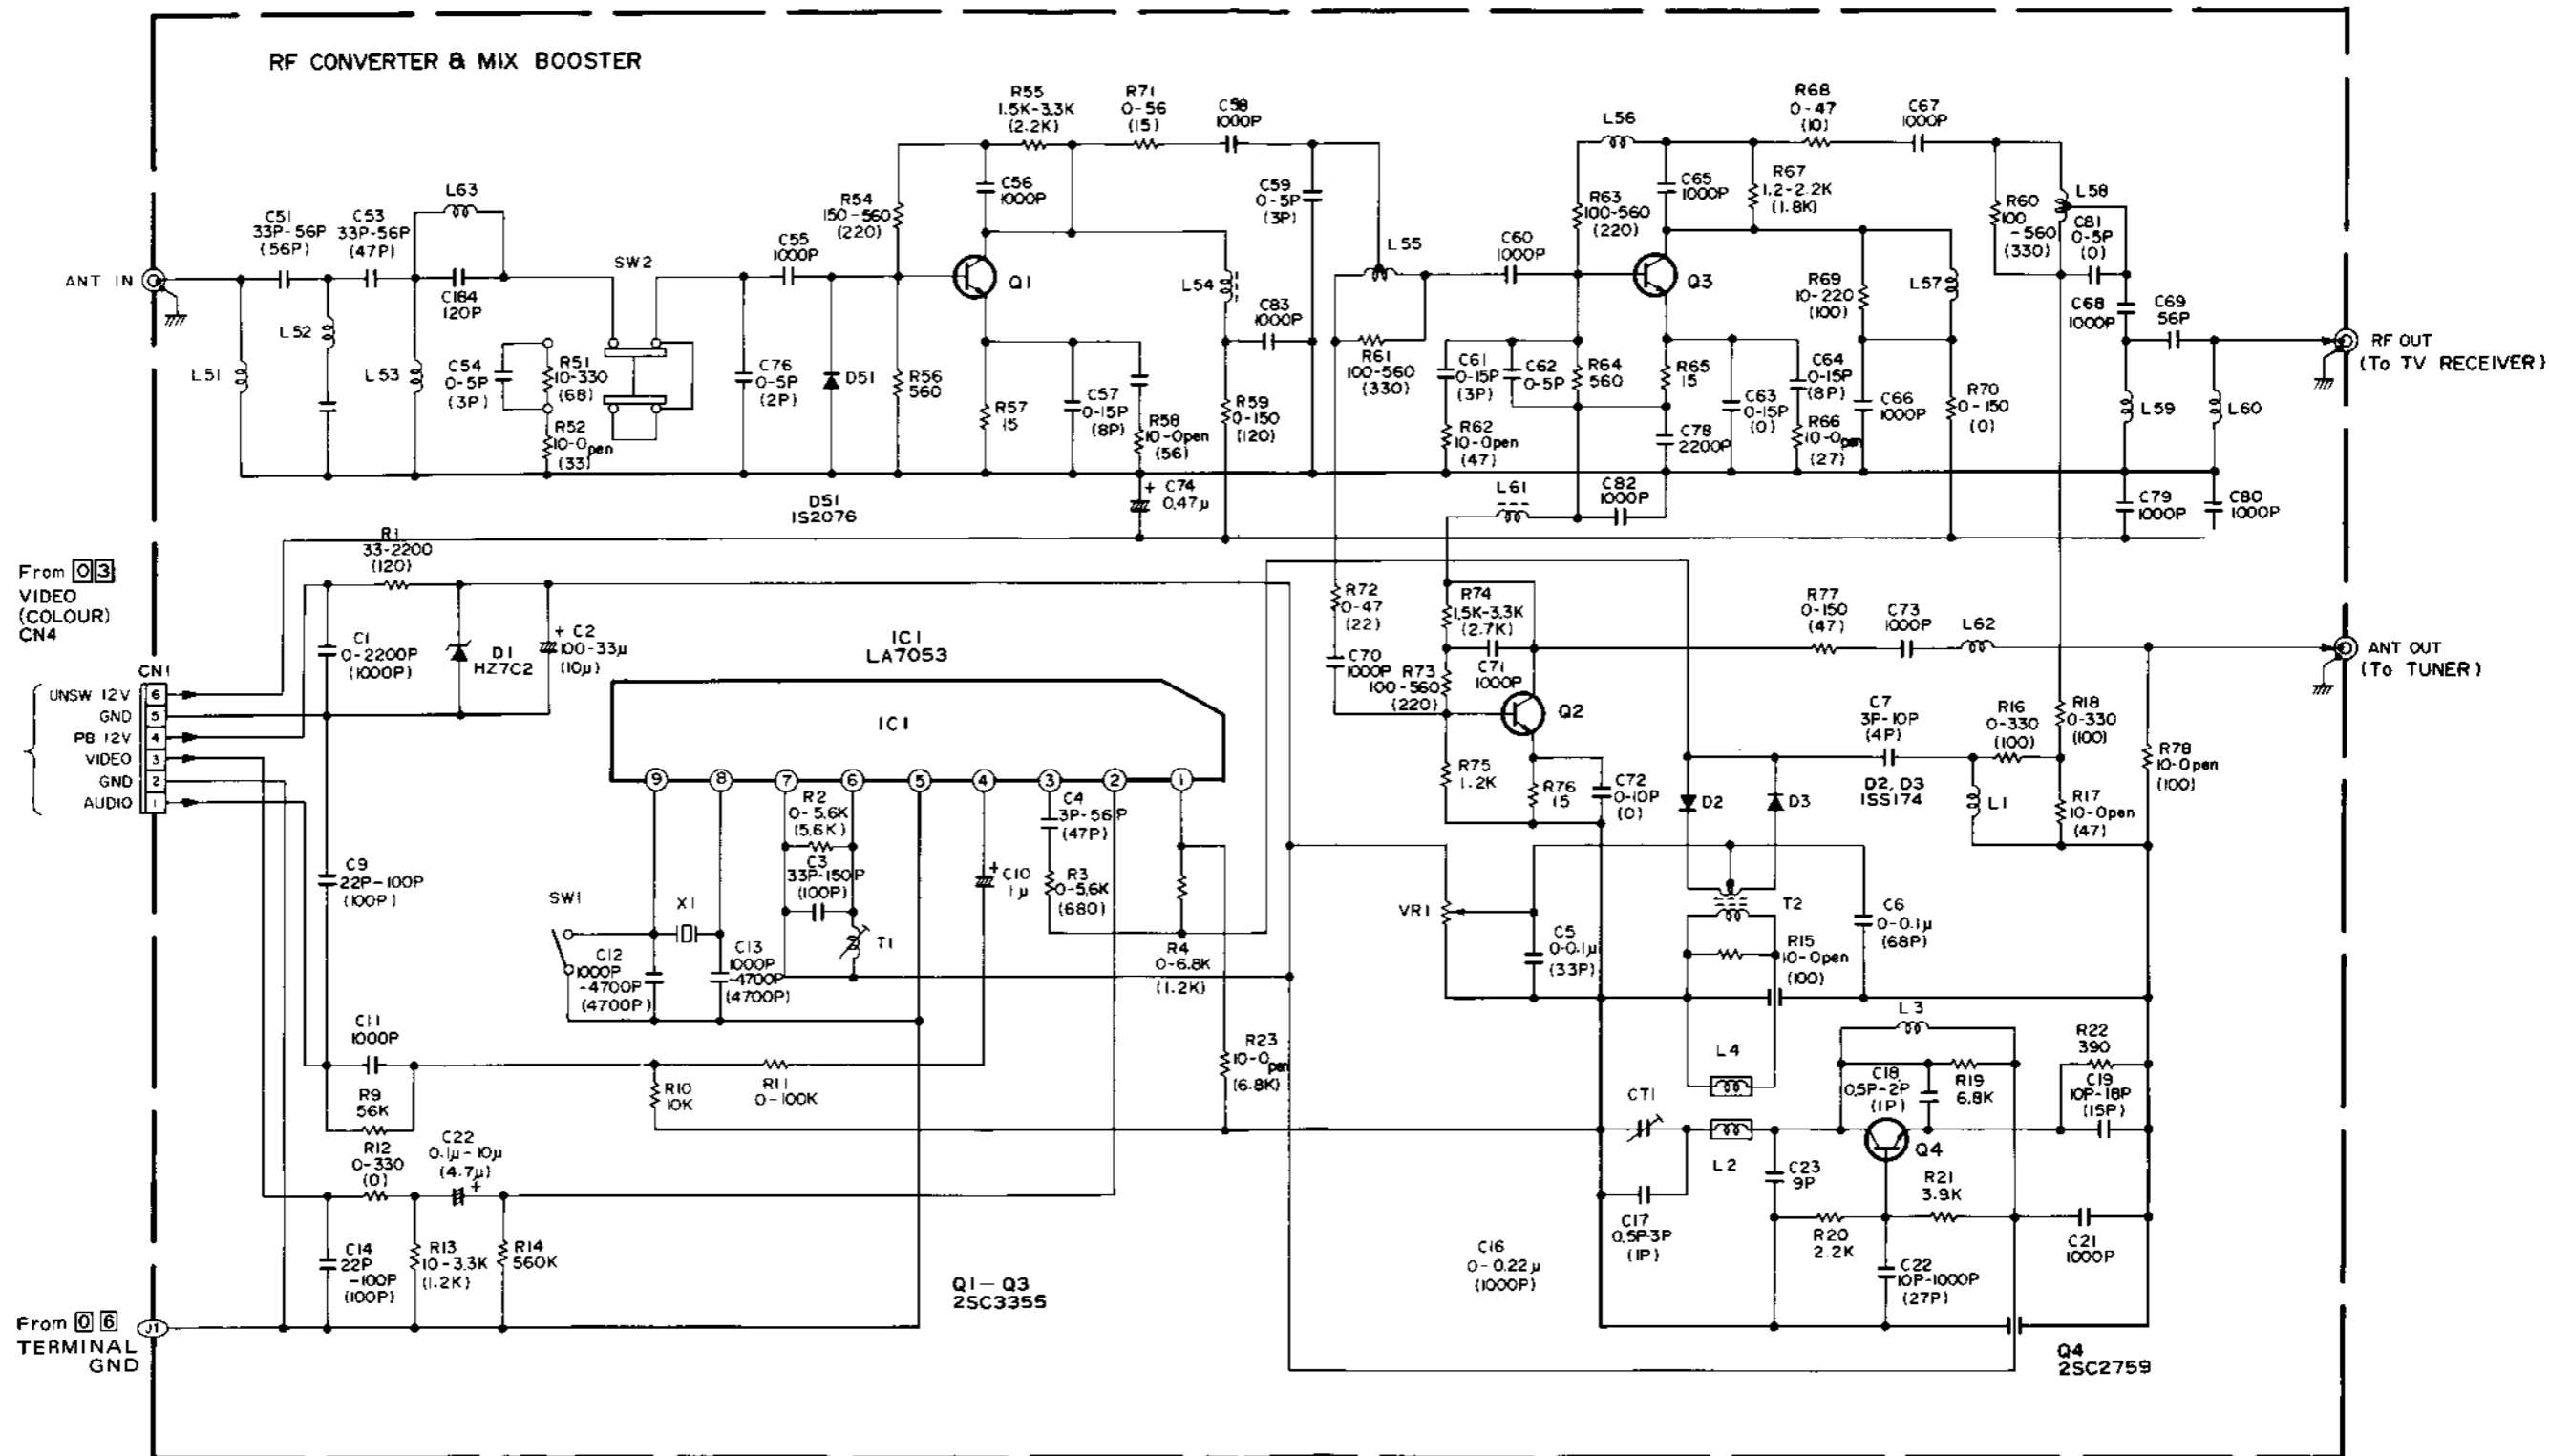 RF CONVERTER & MIX BOOSTER
ANT IN
C51
33P-56P
(56P)
C53
33P-56P
(47P)
L63
C164
120P
L51
L52
L53
C54
0-5P
(3P)
R51
10-330
(68)
R52
10-Open
(33)
SW2
C76
0-5P
(2P)
C55
1000P
D51
R54
150-560
(220)
R56
560
R55
1.5K-3.3K
(2.2K)
C56
1000P
R71
0-56
(15)
C58
1000P
Q1
R57
15
C57
0-15P
(8P)
R58
10-Open
(56)
L54
C83
1000P
C59
0-5P
(3P)
R59
0-150
(120)
+ C74
0.47μ
D51
1S2076
L55
R61
100-560
(330)
C60
1000P
L56
R63
100-560
(220)
C65
1000P
R67
1.2-2.2K
(1.8K)
R68
0-47
(10)
C67
1000P
Q3
C61
0-15P
(3P)
R62
10-Open
(47)
C62
0-5P
R64
560
R65
15
C78
2200P
C63
0-15P
(0)
C64
0-15P
(8P)
R66
10-Open
(27)
R69
10-220
(100)
C66
1000P
L57
R70
0-150
(0)
R60
100
-560
(330)
L58
C81
0-5P
(0)
C68
1000P
C69
56P
L59
L60
C79
1000P
C80
1000P
RF OUT
(To TV RECEIVER)
L61
C82
1000P
From 03
VIDEO
(COLOUR)
CN4
CN1
UNSW 12V 6
GND 5
PB 12V 4
VIDEO 3
GND 2
AUDIO 1
R1
33-2200
(120)
C1
0-2200P
(1000P)
D1
HZ7C2
+ C2
100-33μ
(10μ)
IC1
LA7053
IC1
9 8 7 6 5 4 3 2 1
R2
0-5.6K
(5.6K)
C3
33P-150P
(100P)
T1
+ C10
1μ
C4
3P-56P
(47P)
R3
0-5.6K
(680)
R4
0-6.8K
(1.2K)
SW1
X1
C12
1000P
-4700P
(4700P)
C13
1000P
-4700P
(4700P)
C9
22P-100P
(100P)
C11
1000P
R9
56K
R10
10K
R11
0-100K
R23
10-Open
(6.8K)
R12
0-330
(0)
C22
0.1μ-10μ
(4.7μ)
+
C14
22P
-100P
(100P)
R13
10-3.3K
(1.2K)
R14
560K
From 06
TERMINAL
GND
J1
Q1-Q3
2SC3355
R72
0-47
(22)
C70
1000P
R74
1.5K-3.3K
(2.7K)
R73
100-560
(220)
C71
1000P
Q2
R75
1.2K
R76
15
C72
0-10P
(0)
R77
0-150
(47)
C73
1000P
L62
ANT OUT
(To TUNER)
D2
D3
C7
3P-10P
(4P)
D2, D3
1SS174
R16
0-330
(100)
R18
0-330
(100)
L1
R17
10-Open
(47)
R78
10-Open
(100)
VR1
C5
0-0.1μ
(33P)
T2
R15
10-Open
(100)
C6
0-0.1μ
(68P)
L4
L3
CT1
L2
C17
0.5P-3P
(1P)
C23
9P
C18
0.5P-2P
(1P)
R19
6.8K
R22
390
C19
10P-18P
(15P)
Q4
R20
2.2K
R21
3.9K
C22
10P-1000P
(27P)
C21
1000P
C16
0-0.22μ
(1000P)
Q4
2SC2759